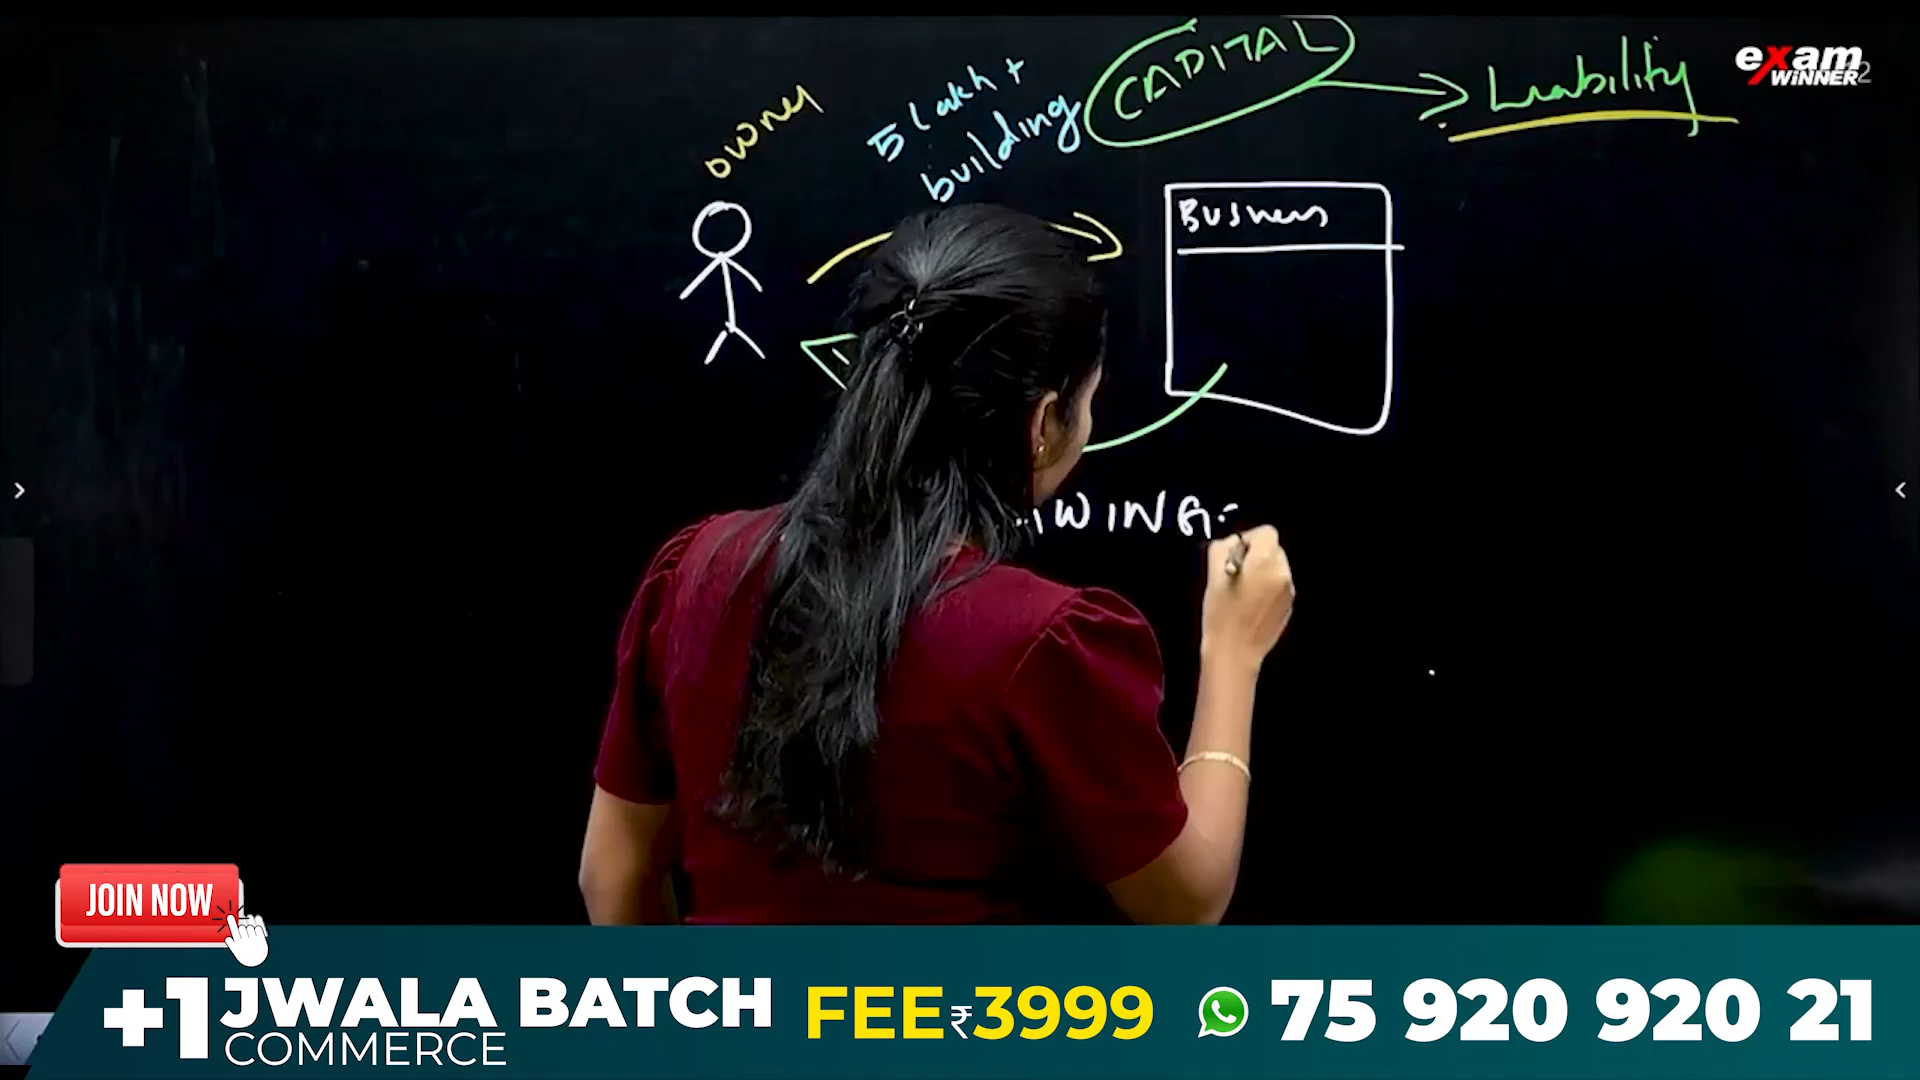 CAPITAL
Liability
exam
WiNNER
owner
5 lakh +
building
Business
WING
JOIN NOW
+1 JWALA BATCH
COMMERCE
FEE ₹3999
75 920 920 21